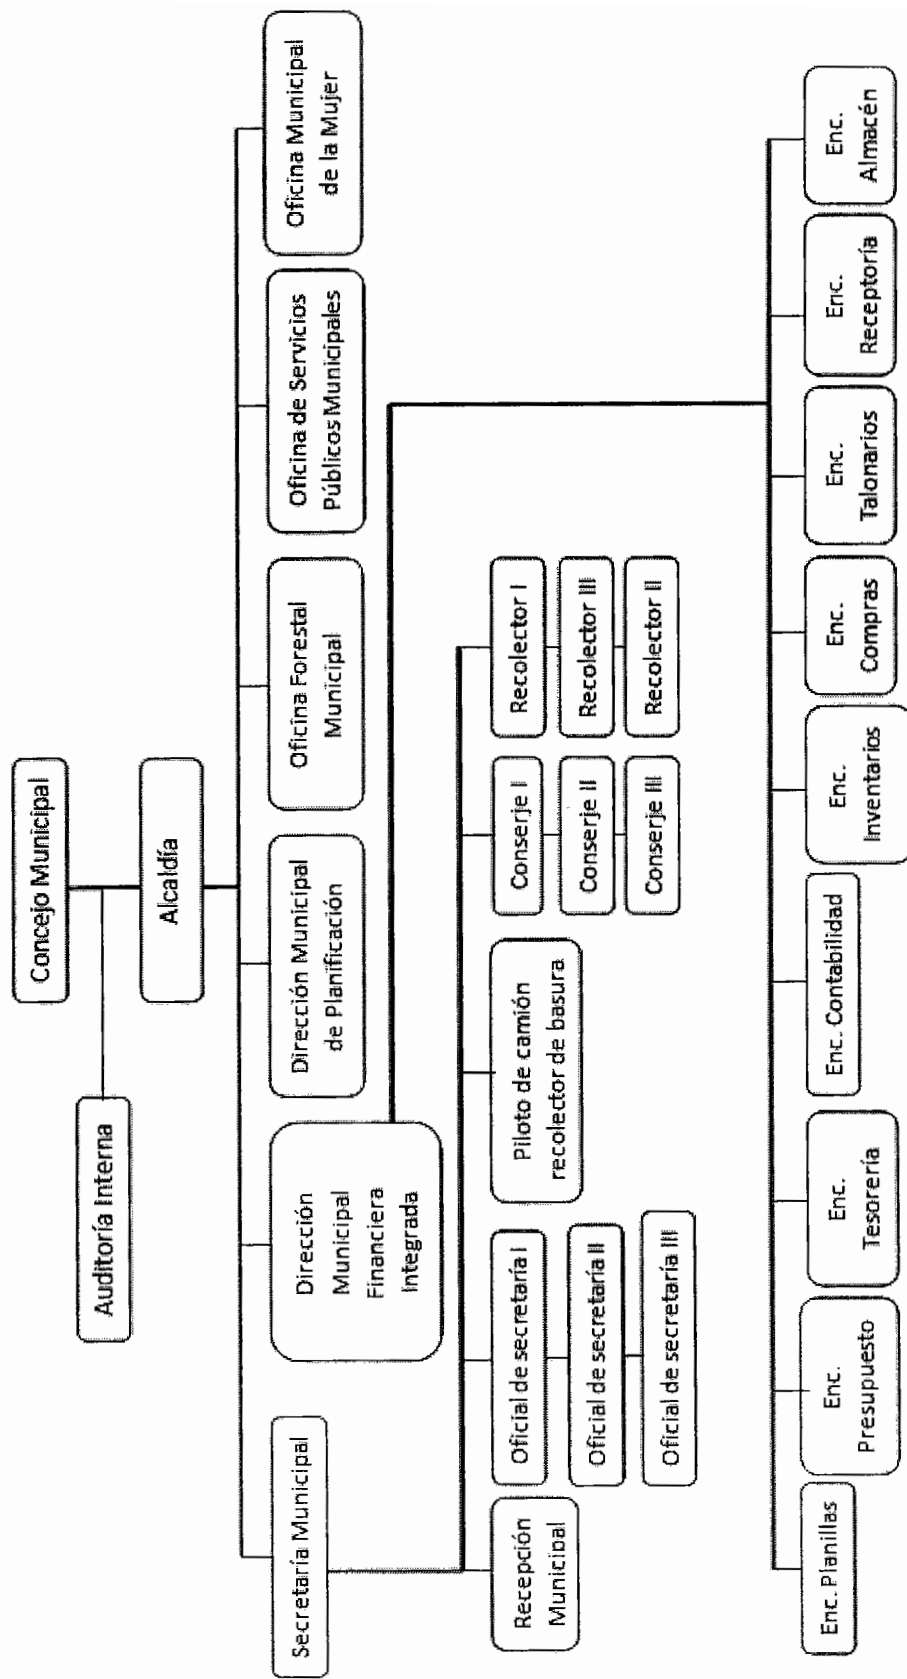 Concejo Municipal
Auditoría Interna
Alcaldía
Secretaría Municipal
Dirección
Municipal
Financiera
Integrada
Dirección Municipal
de Planificación
Oficina Forestal
Municipal
Oficina de Servicios
Públicos Municipales
Oficina Municipal
de la Mujer
Recepción
Municipal
Oficial de secretaría I
Oficial de secretaría II
Oficial de secretaría III
Piloto de camión
recolector de basura
Conserje I
Conserje II
Conserje III
Recolector I
Recolector III
Recolector II
Enc. Planillas
Enc.
Presupuesto
Enc.
Tesorería
Enc. Contabilidad
Enc.
Inventarios
Enc.
Compras
Enc.
Talonarios
Enc.
Receptoría
Enc.
Almacén